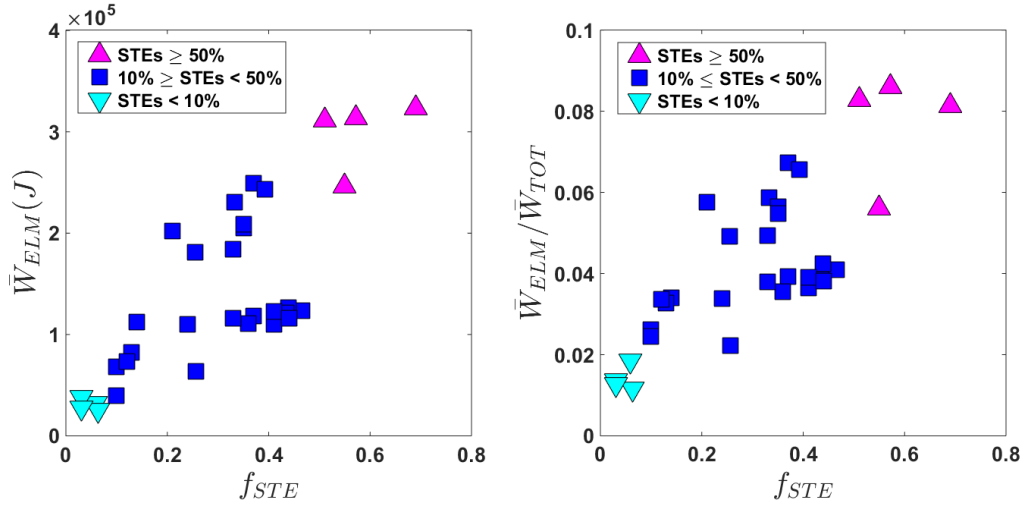 ×10⁵
4
3
2
1
0
0
0.2
0.4
0.6
0.8
W̄_ELM (J)
f_STE
STEs ≥ 50%
10% ≥ STEs < 50%
STEs < 10%
0.1
0.08
0.06
0.04
0.02
0
0
0.2
0.4
0.6
0.8
W̄_ELM/W̄_TOT
f_STE
STEs ≥ 50%
10% ≤ STEs < 50%
STEs < 10%